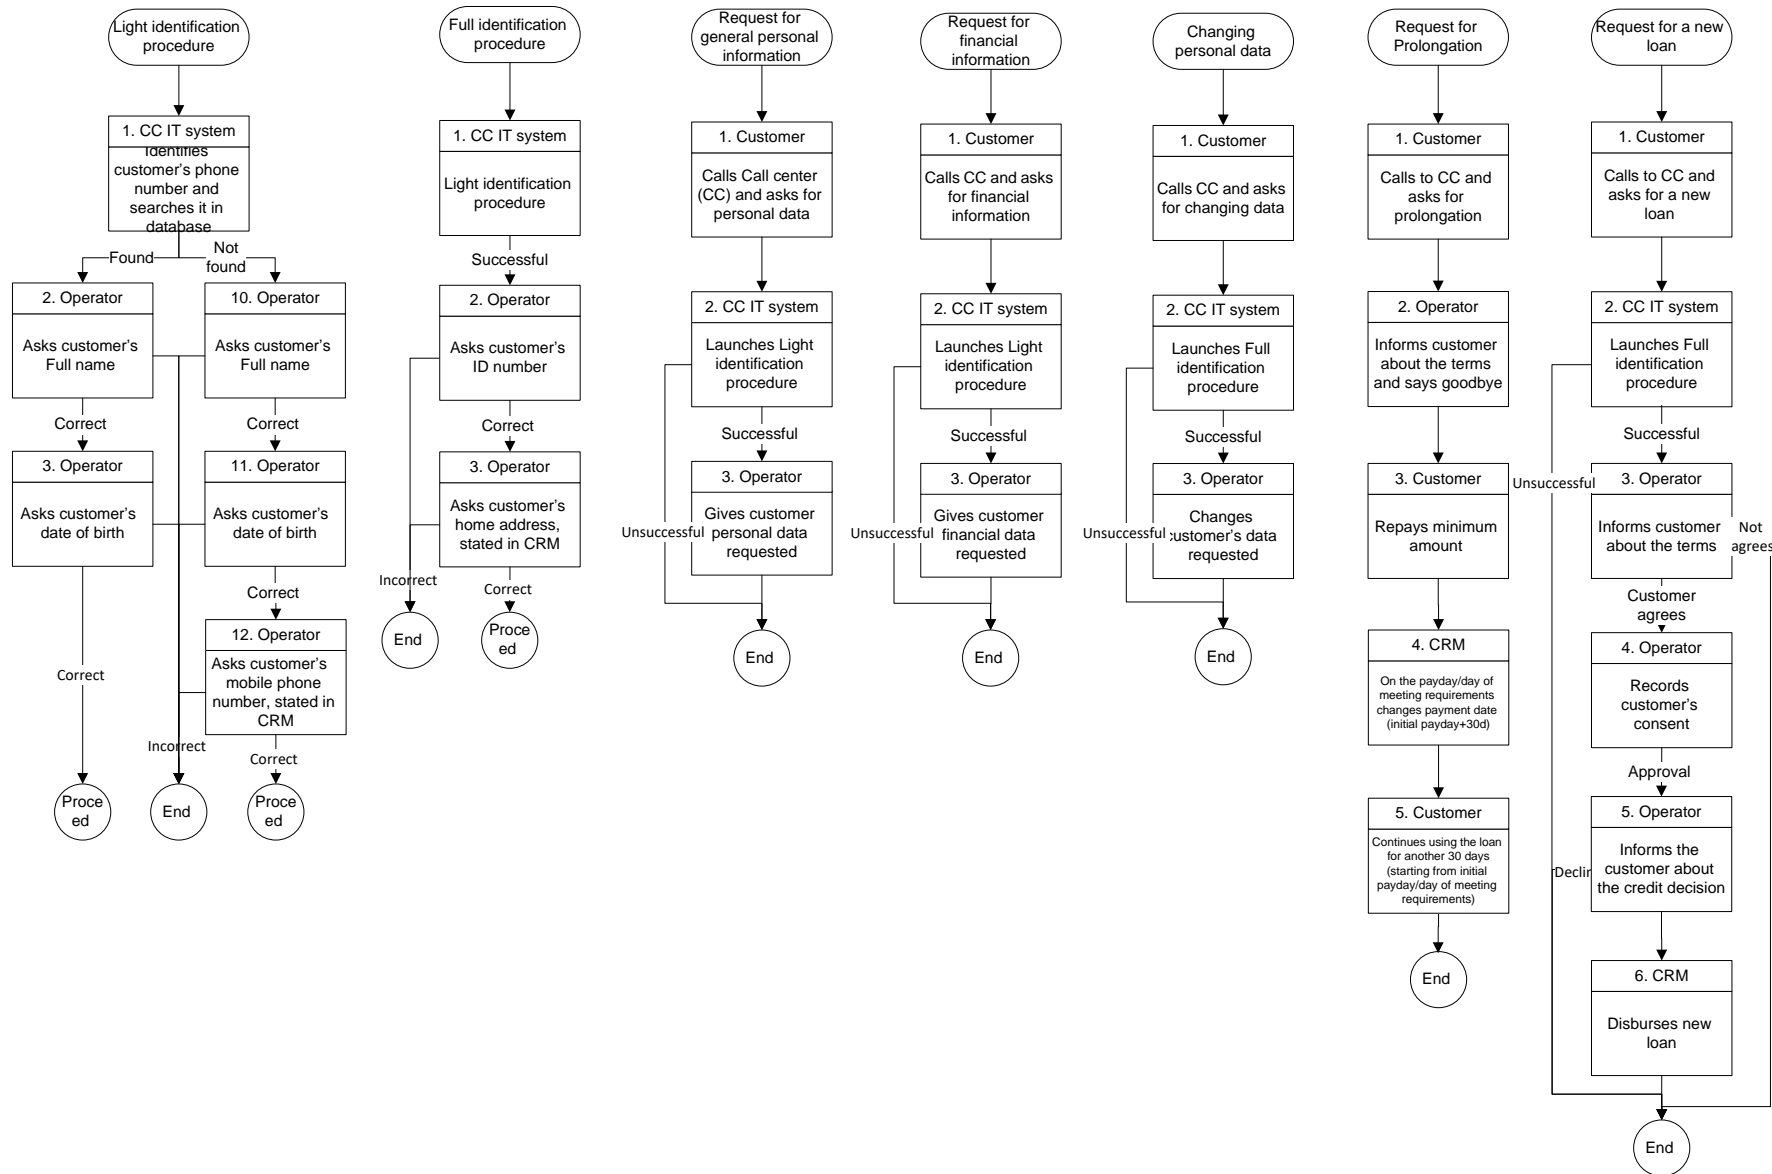 Light identification
procedure
1. CC IT system
Identifies
customer's phone
number and
searches it in
database
Found
Not
found
2. Operator
Asks customer's
Full name
10. Operator
Asks customer's
Full name
Correct
Correct
3. Operator
Asks customer's
date of birth
11. Operator
Asks customer's
date of birth
Correct
12. Operator
Asks customer's
mobile phone
number, stated in
CRM
Correct
Incorrect
Correct
Proce
ed
End
Proce
ed
Full identification
procedure
1. CC IT system
Light identification
procedure
Successful
2. Operator
Asks customer's
ID number
Correct
3. Operator
Asks customer's
home address,
stated in CRM
Incorrect
Correct
End
Proce
ed
Request for
general personal
information
1. Customer
Calls Call center
(CC) and asks for
personal data
2. CC IT system
Launches Light
identification
procedure
Successful
3. Operator
Gives customer
personal data
requested
Unsuccessful
End
Request for
financial
information
1. Customer
Calls CC and asks
for financial
information
2. CC IT system
Launches Light
identification
procedure
Successful
3. Operator
Gives customer
financial data
requested
Unsuccessful
End
Changing
personal data
1. Customer
Calls CC and asks
for changing data
2. CC IT system
Launches Full
identification
procedure
Successful
3. Operator
Changes
customer's data
requested
Unsuccessful
End
Request for
Prolongation
1. Customer
Calls to CC and
asks for
prolongation
2. Operator
Informs customer
about the terms
and says goodbye
3. Customer
Repays minimum
amount
4. CRM
On the payday/day of
meeting requirements
changes payment date
(initial payday+30d)
5. Customer
Continues using the loan
for another 30 days
(starting from initial
payday/day of meeting
requirements)
End
Request for a new
loan
1. Customer
Calls to CC and
asks for a new
loan
2. CC IT system
Launches Full
identification
procedure
Successful
Unsuccessful
3. Operator
Informs customer
about the terms
Not
agrees
Customer
agrees
4. Operator
Records
customer's
consent
Approval
5. Operator
Informs the
customer about
the credit decision
Declin
6. CRM
Disburses new
loan
End